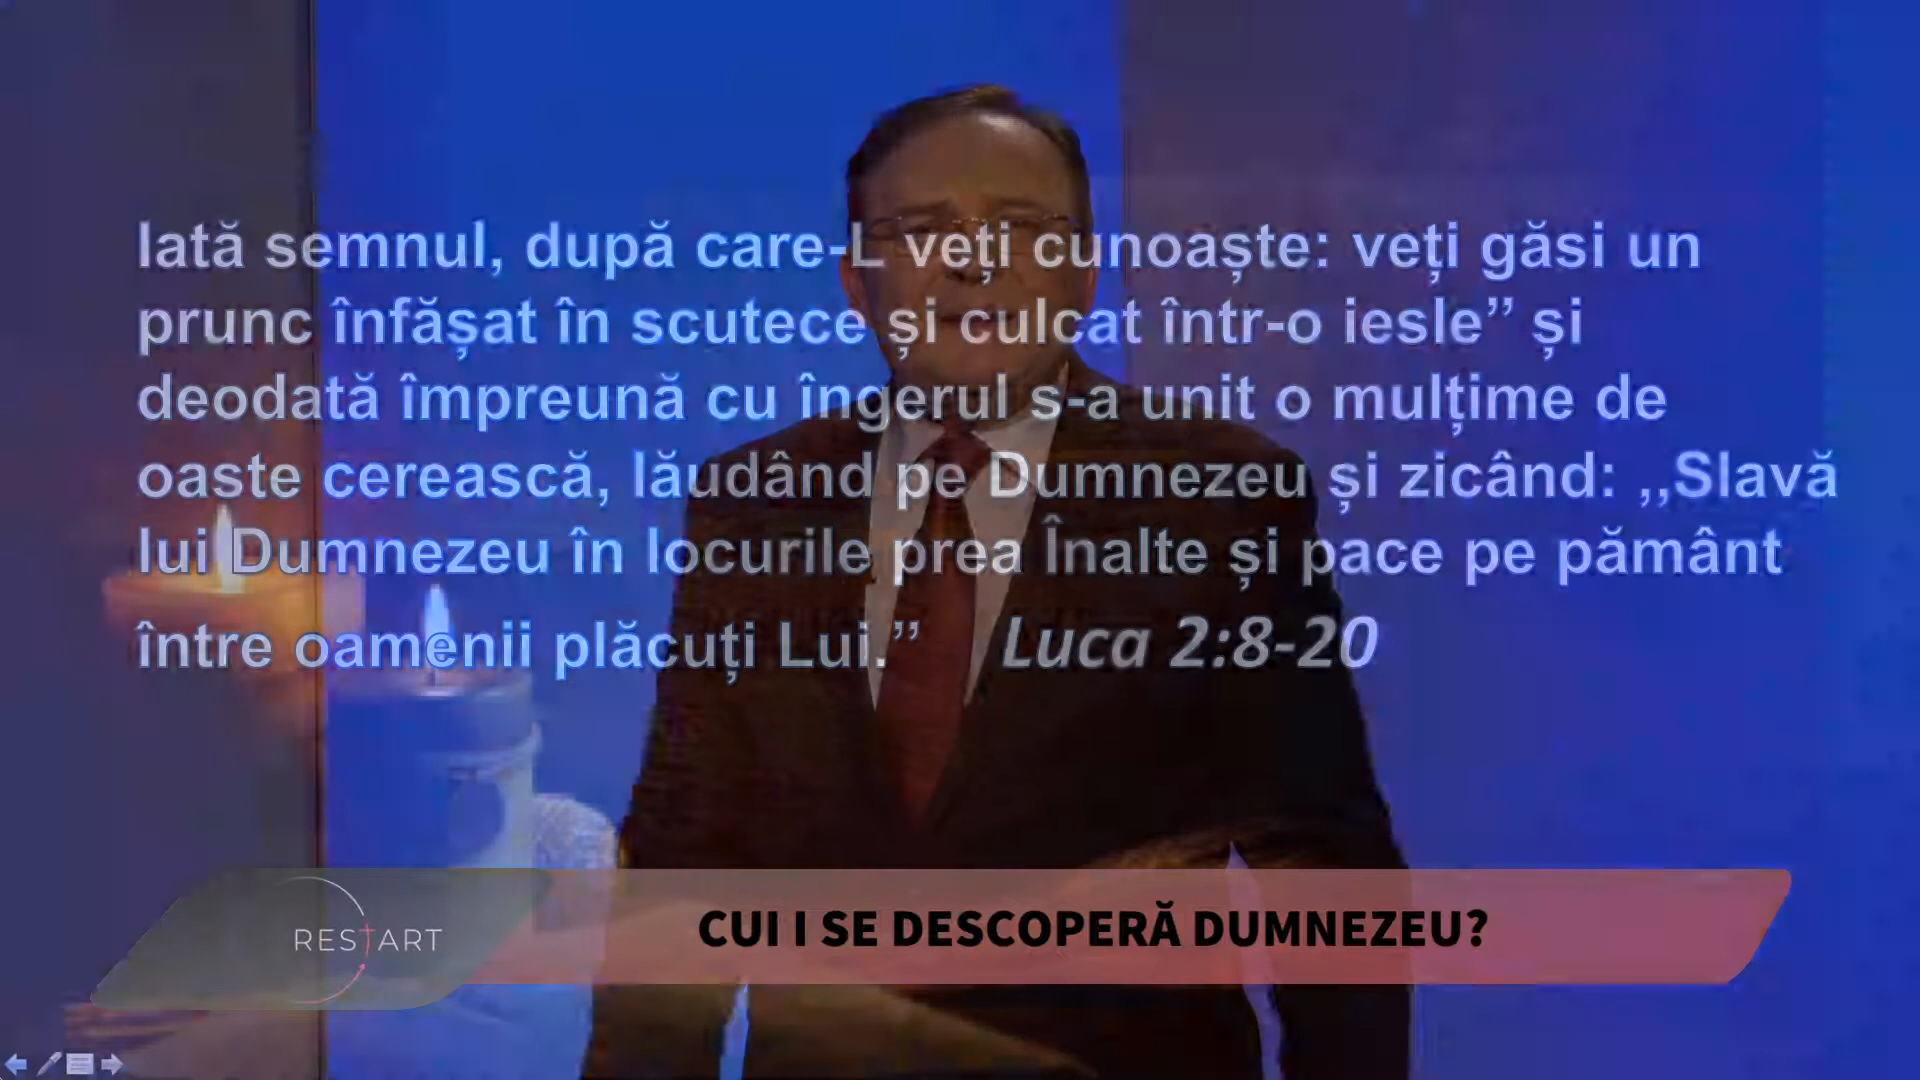 Iată semnul, după care-L veți cunoaște: veți găsi un
prunc înfășat în scutece și culcat într-o iesle” și
deodată împreună cu îngerul s-a unit o mulțime de
oaste cerească, lăudând pe Dumnezeu și zicând: ,,Slavă
lui Dumnezeu în locurile prea Înalte și pace pe pământ
între oamenii plăcuți Lui.” Luca 2:8-20
RESTART
CUI I SE DESCOPERĂ DUMNEZEU?